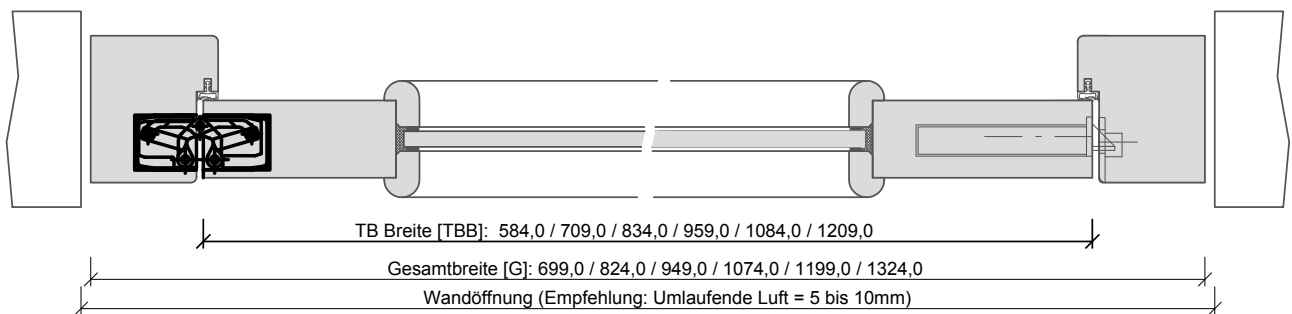 TB Breite [TBB]: 584,0 / 709,0 / 834,0 / 959,0 / 1084,0 / 1209,0
Gesamtbreite [G]: 699,0 / 824,0 / 949,0 / 1074,0 / 1199,0 / 1324,0
Wandöffnung (Empfehlung: Umlaufende Luft = 5 bis 10mm)